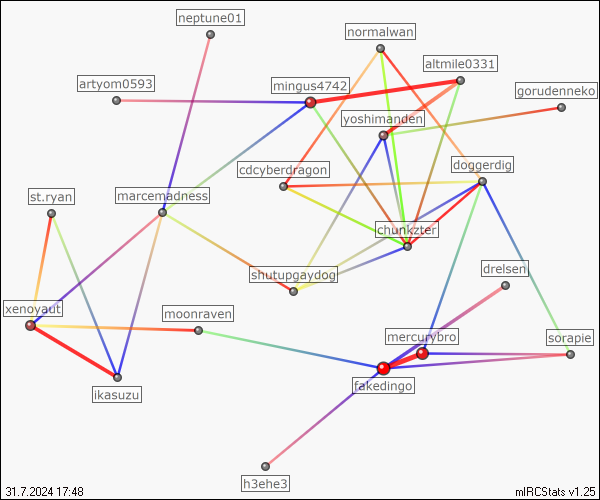 neptune01
normalwan
altmile0331
artyom0593
mingus4742
gorudenneko
yoshimanden
doggerdig
cdcyberdragon
st.ryan
marcemadness
chunkzter
shutupgaydog
drelsen
xenoyaut
moonraven
mercurybro
sorapie
fakedingo
ikasuzu
h3ehe3
31.7.2024 17:48
mIRCStats v1.25